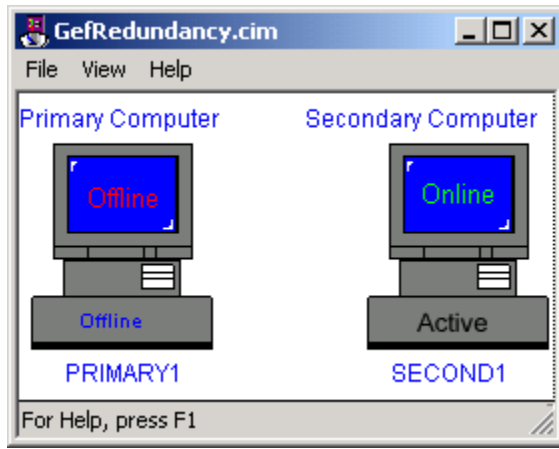 GefRedundancy.cim
File View Help
Primary Computer Secondary Computer
Offline Online
Offline Active
PRIMARY1 SECOND1
For Help, press F1